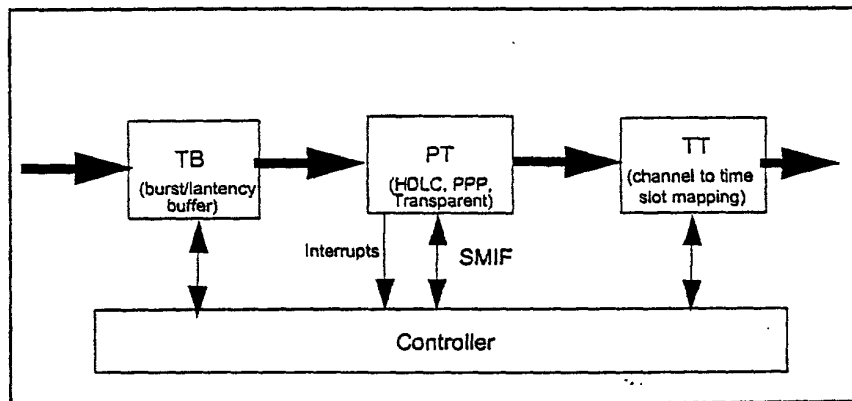 TB
(burst/lantency
buffer)
PT
(HDLC, PPP,
Transparent)
TT
(channel to time
slot mapping)
Interrupts
SMIF
Controller